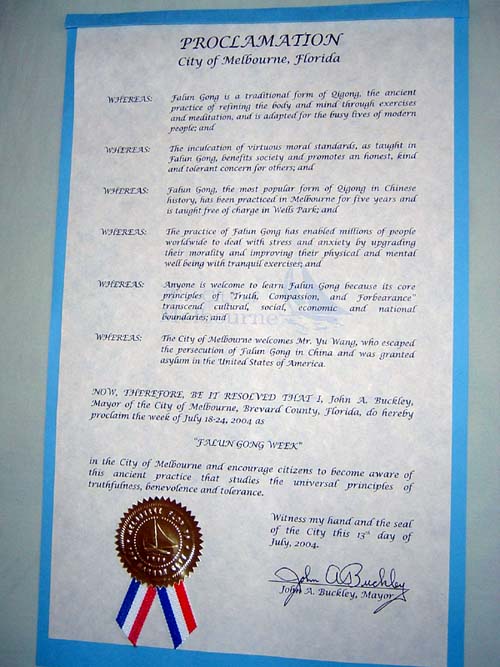 PROCLAMATION
City of Melbourne, Florida
WHEREAS: Falun Gong is a traditional form of Qigong, the ancient
practice of refining the body and mind through exercises
and meditation, and is adapted for the busy lives of modern
people; and
WHEREAS: The inculcation of virtuous moral standards, as taught in
Falun Gong, benefits society and promotes an honest, kind
and tolerant concern for others; and
WHEREAS: Falun Gong, the most popular form of Qigong in Chinese
history, has been practiced in Melbourne for five years and
is taught free of charge in Wells Park; and
WHEREAS: The practice of Falun Gong has enabled millions of people
worldwide to deal with stress and anxiety by upgrading
their morality and improving their physical and mental
well being with tranquil exercises; and
WHEREAS: Anyone is welcome to learn Falun Gong because its core
principles of "Truth, Compassion, and Forbearance"
transcend cultural, social, economic and national
boundaries; and
WHEREAS: The City of Melbourne welcomes Mr. Yu Wang, who escaped
the persecution of Falun Gong in China and was granted
asylum in the United States of America.
NOW, THEREFORE, BE IT RESOLVED THAT I, John A. Buckley,
Mayor of the City of Melbourne, Brevard County, Florida, do hereby
proclaim the week of July 18-24, 2004 as
"FALUN GONG WEEK"
in the City of Melbourne and encourage citizens to become aware of
this ancient practice that studies the universal principles of
truthfulness, benevolence and tolerance.
Witness my hand and the seal
of the City this 13th day of
July, 2004.
John A Buckley
John A. Buckley, Mayor